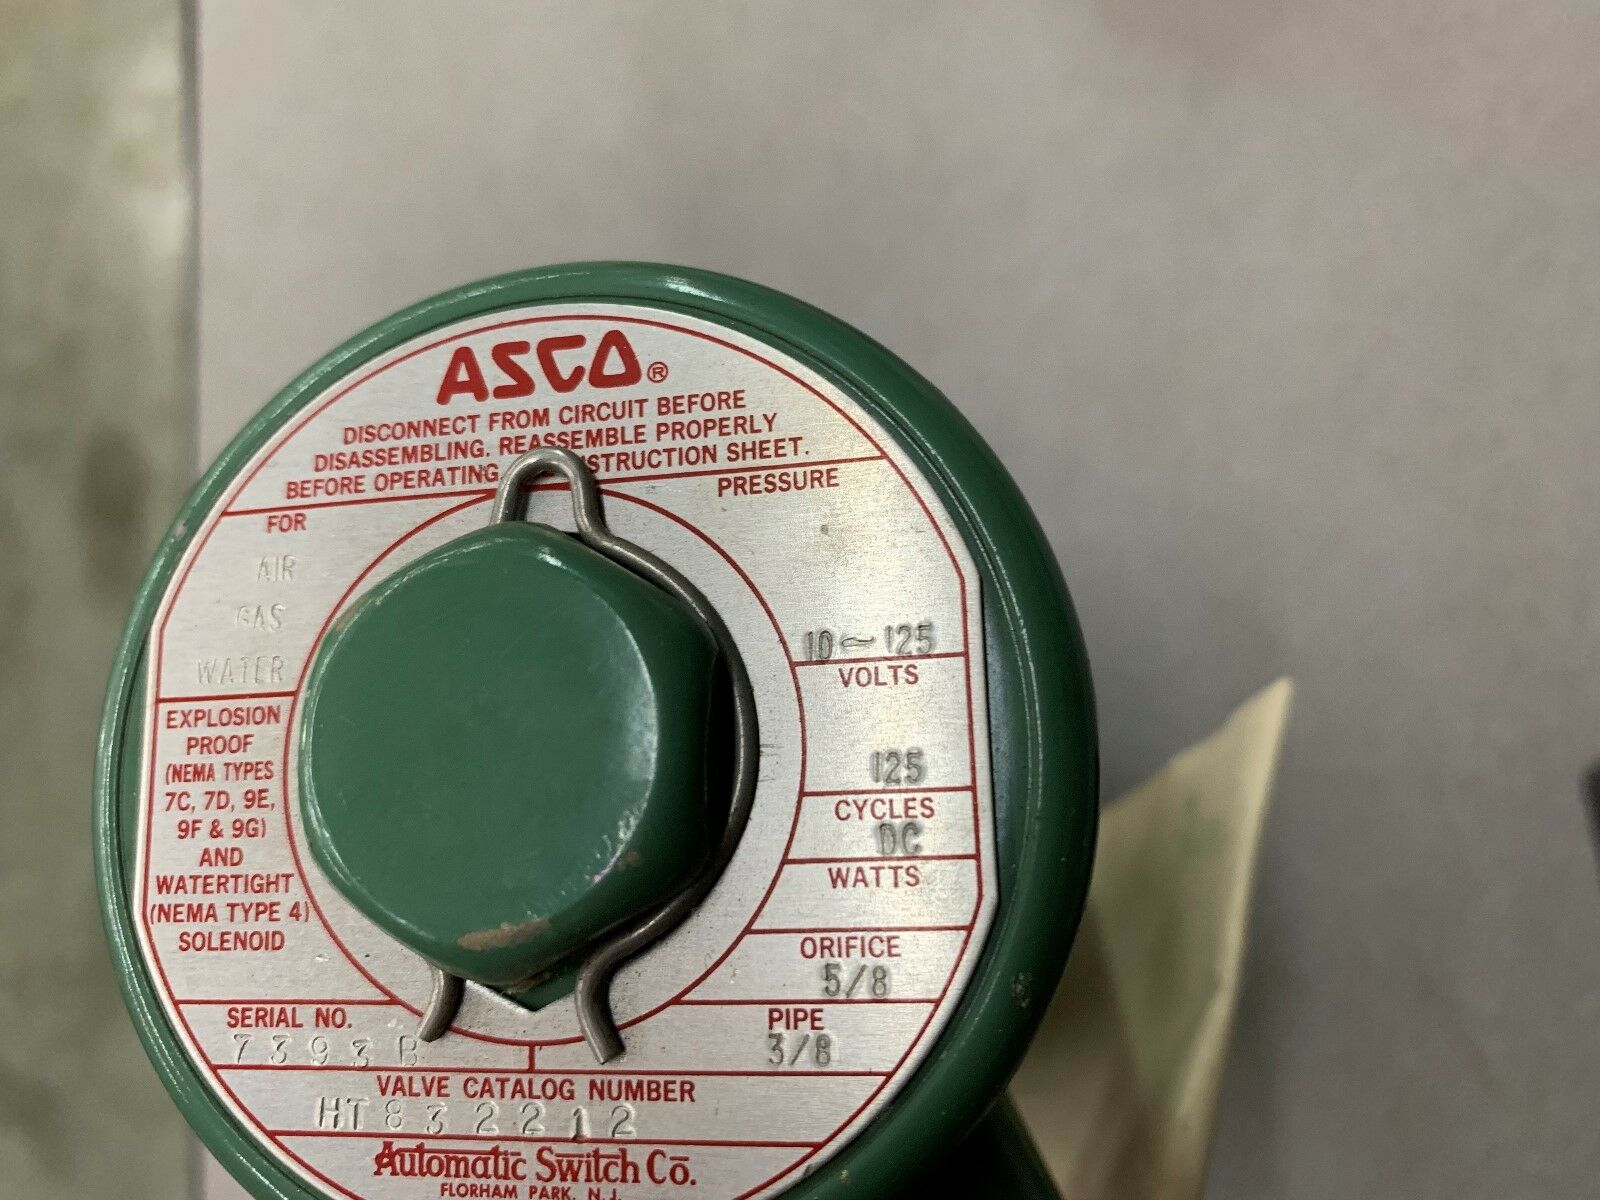 ASCO®
DISCONNECT FROM CIRCUIT BEFORE
DISASSEMBLING. REASSEMBLE PROPERLY
BEFORE OPERATING. STRUCTION SHEET.
FOR
AIR
GAS
WATER
EXPLOSION
PROOF
(NEMA TYPES
7C, 7D, 9E,
9F & 9G)
AND
WATERTIGHT
(NEMA TYPE 4)
SOLENOID
PRESSURE
10~125
VOLTS
125
CYCLES
DC
WATTS
ORIFICE
5/8
PIPE
3/8
SERIAL NO.
7393B
VALVE CATALOG NUMBER
HT832212
Automatic Switch Co.
FLORHAM PARK, N.J.